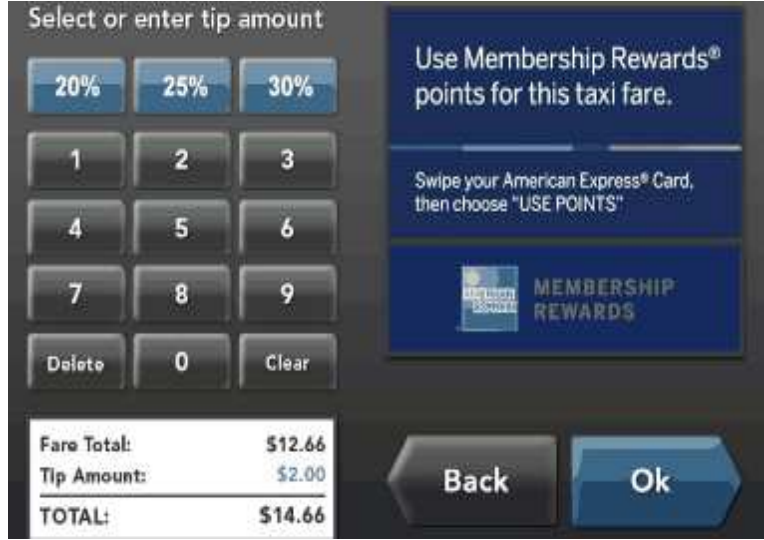 Select or enter tip amount
20% 25% 30%
1 2 3
4 5 6
7 8 9
Delete 0 Clear
Fare Total: $12.66
Tip Amount: $2.00
TOTAL: $14.66
Use Membership Rewards®
points for this taxi fare.
Swipe your American Express® Card,
then choose "USE POINTS"
AMERICAN
EXPRESS
MEMBERSHIP
REWARDS
Back Ok